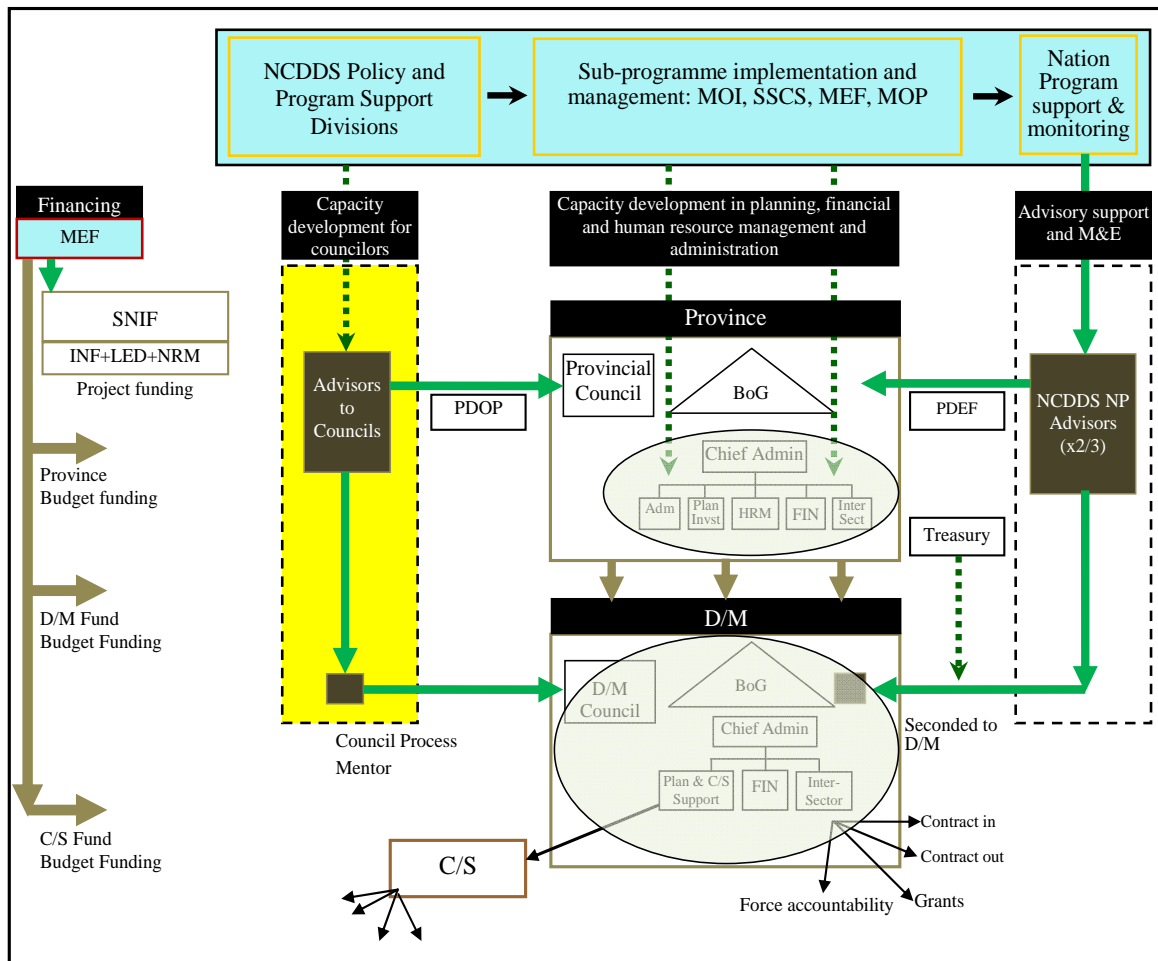 NCDDS Policy and
Program Support
Divisions
Sub-programme implementation and
management: MOI, SSCS, MEF, MOP
Nation
Program
support &
monitoring
Financing
MEF
SNIF
INF+LED+NRM
Project funding
Province
Budget funding
D/M Fund
Budget Funding
C/S Fund
Budget Funding
Capacity
development for
councilors
Capacity development in planning, financial
and human resource management and
administration
Advisory support
and M&E
Advisors
to
Councils
PDOP
Province
Provincial
Council
BoG
Chief Admin
Adm
Plan
Invst
HRM
FIN
Inter
Sect
PDEF
NCDDS NP
Advisors
(x2/3)
Treasury
D/M
D/M
Council
BoG
Chief Admin
Plan & C/S
Support
FIN
Inter-
Sector
Council Process
Mentor
Seconded to
D/M
C/S
Contract in
Contract out
Grants
Force accountability